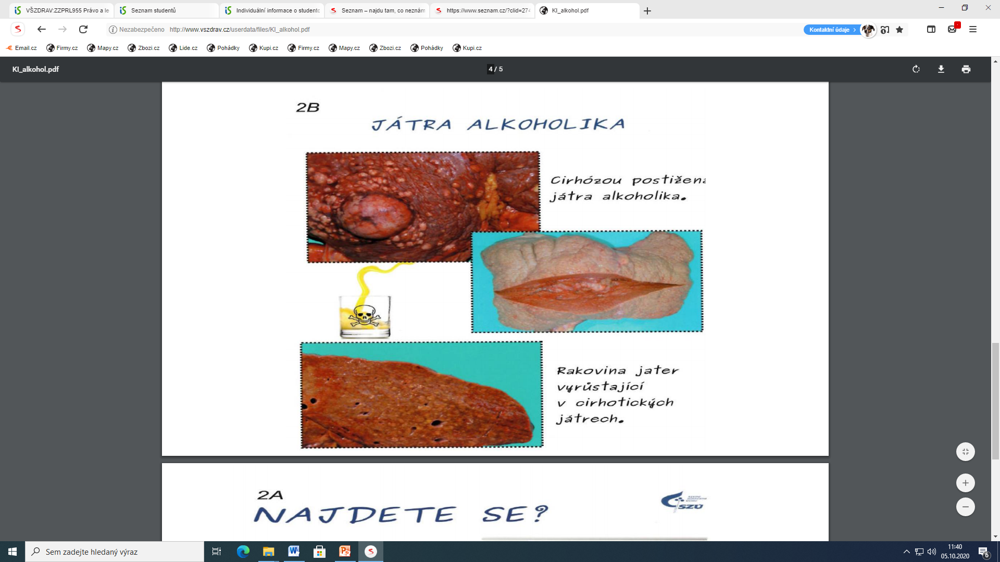 VŠZDRAV:ZZPRL955 Právo a le
Seznam studentů
Individuální informace o studento
Seznam – najdu tam, co neznám
https://www.seznam.cz/?clid=274
KI_alkohol.pdf
Nezabezpečeno http://www.vszdrav.cz/userdata/files/KI_alkohol.pdf
Kontaktní údaje
Email.cz Firmy.cz Mapy.cz Zbozi.cz Lide.cz Pohádky Kupi.cz Firmy.cz Mapy.cz Zbozi.cz Pohádky Kupi.cz
KI_alkohol.pdf
4 / 5
2B
JÁTRA ALKOHOLIKA
Cirhózou postižená
játra alkoholika.
Rakovina jater
vyrůstající
v cirhotických
játrech.
2A
NAJDETE SE?
SZÚ
Sem zadejte hledaný výraz
11:40
05.10.2020
6